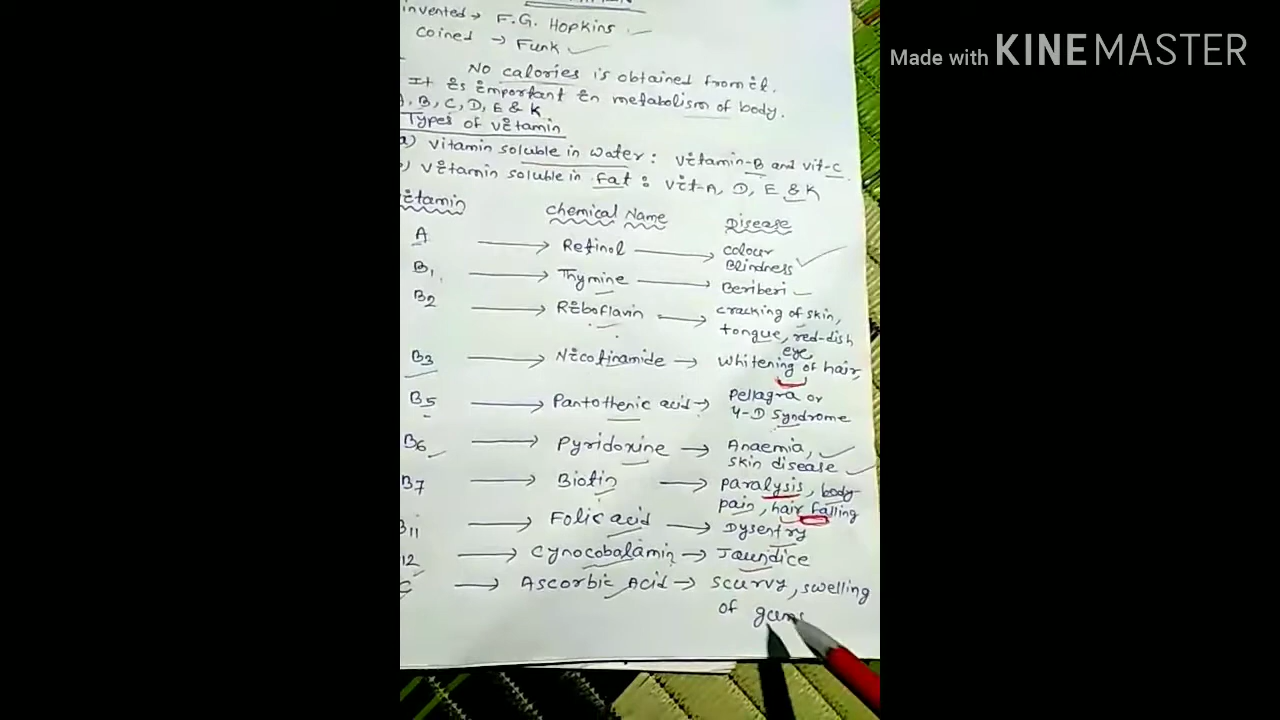 Made with KINEMASTER
invented → F.G. Hopkins
coined → Funk
No calories is obtained from it.
It is important in metabolism of body.
A, B, C, D, E & K
Types of vitamin
a) vitamin soluble in water : vitamin-B and vit-C.
vitamin soluble in fat : vit-A, D, E & K
vitamin Chemical Name Disease
A → Retinol → colour Blindness
B1 → Thymine → Beriberi
B2 → Riboflavin → cracking of skin, tongue, red-dish eye
B3 → Nicotinamide → Whitening of hair,
B5 → Pantothenic acid → Pellagra or 4-D Syndrome
B6 → Pyridoxine → Anaemia, skin disease
B7 → Biotin → paralysis, body pain, hair falling
B11 → Folic acid → Dysentry
12 → Cynocobalamin → Jaundice
C → Ascorbic Acid → scurvy, swelling of gums